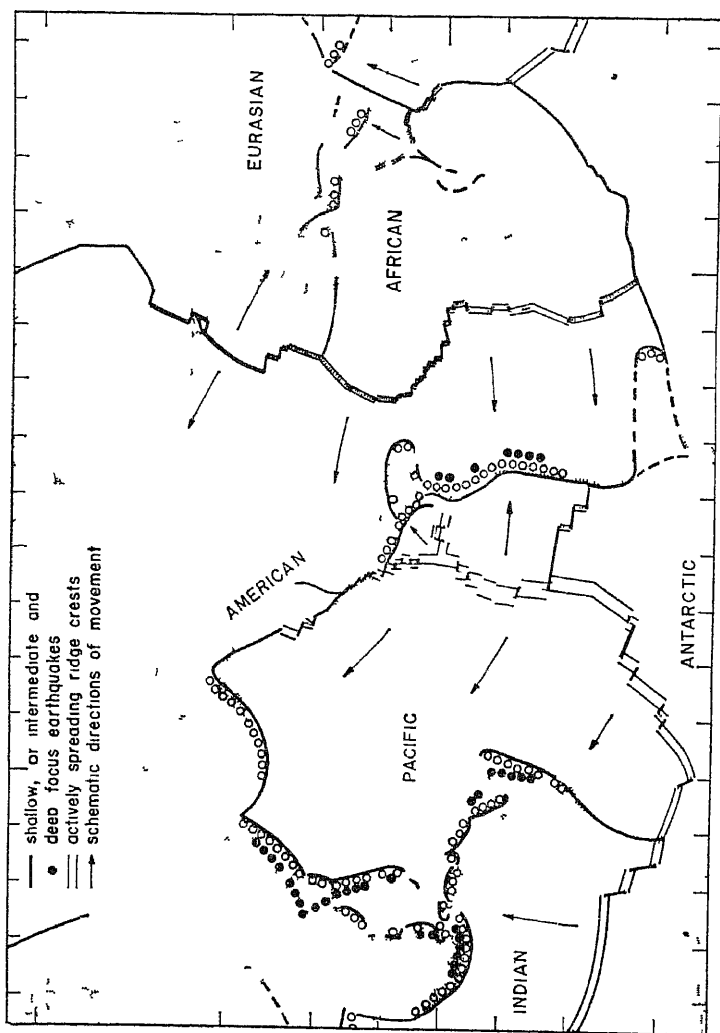 — shallow, or intermediate and
● deep focus earthquakes
actively spreading ridge crests
→ schematic directions of movement
EURASIAN
AFRICAN
AMERICAN
PACIFIC
ANTARCTIC
INDIAN